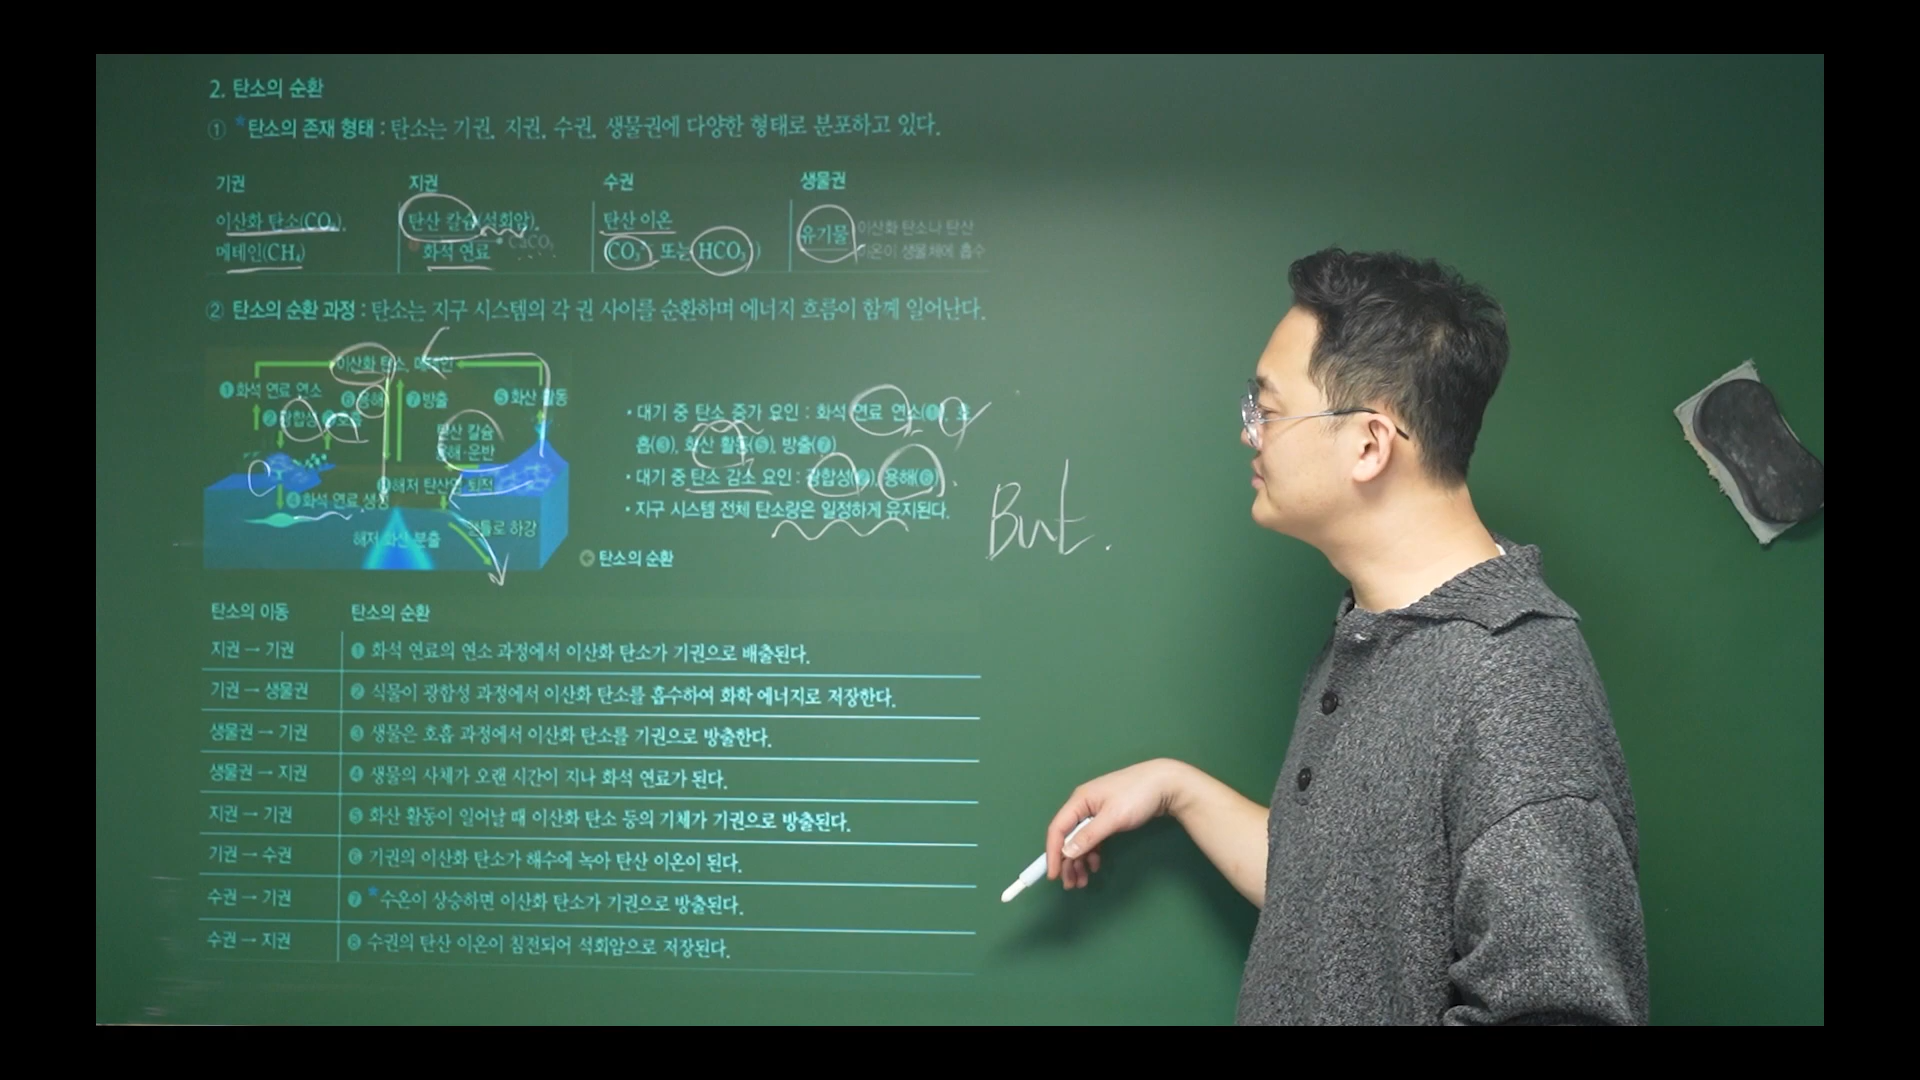 2. 탄소의 순환
① *탄소의 존재 형태 : 탄소는 기권, 지권, 수권, 생물권에 다양한 형태로 분포하고 있다.
기권 지권 수권 생물권
이산화 탄소(CO₂), 탄산 칼슘(석회암), 탄산 이온 유기물 이산화 탄소나 탄산
메테인(CH₄) 화석 연료 CaCO₃ CO₃ 또는 HCO₃ ) 이온이 생물체에 흡수
② 탄소의 순환 과정 : 탄소는 지구 시스템의 각 권 사이를 순환하며 에너지 흐름이 함께 일어난다.
이산화 탄소, 메테인
❶ 화석 연료 연소 ❻ 용해 ❼ 방출 ❺ 화산 활동
❷ 광합성 ❸ 호흡
탄산 칼슘
용해·운반
❽ 해저 탄산염 퇴적
❹ 화석 연료 생성
해저 화산 분출
맨틀로 하강
• 대기 중 탄소 증가 요인 : 화석 연료 연소(❶), 호
흡(❸), 화산 활동(❺), 방출(❼)
• 대기 중 탄소 감소 요인 : 광합성(❷), 용해(❻)
• 지구 시스템 전체 탄소량은 일정하게 유지된다.
But.
탄소의 순환
탄소의 이동 탄소의 순환
지권 → 기권 ❶ 화석 연료의 연소 과정에서 이산화 탄소가 기권으로 배출된다.
기권 → 생물권 ❷ 식물이 광합성 과정에서 이산화 탄소를 흡수하여 화학 에너지로 저장한다.
생물권 → 기권 ❸ 생물은 호흡 과정에서 이산화 탄소를 기권으로 방출한다.
생물권 → 지권 ❹ 생물의 사체가 오랜 시간이 지나 화석 연료가 된다.
지권 → 기권 ❺ 화산 활동이 일어날 때 이산화 탄소 등의 기체가 기권으로 방출된다.
기권 → 수권 ❻ 기권의 이산화 탄소가 해수에 녹아 탄산 이온이 된다.
수권 → 기권 ❼ *수온이 상승하면 이산화 탄소가 기권으로 방출된다.
수권 → 지권 ❽ 수권의 탄산 이온이 침전되어 석회암으로 저장된다.